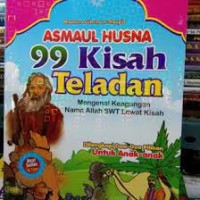 ASMAUL HUSNA
99 Kisah
Teladan
Mengenal Keagungan
Nama Allah SWT Lewat Kisah
Untuk Anak-anak